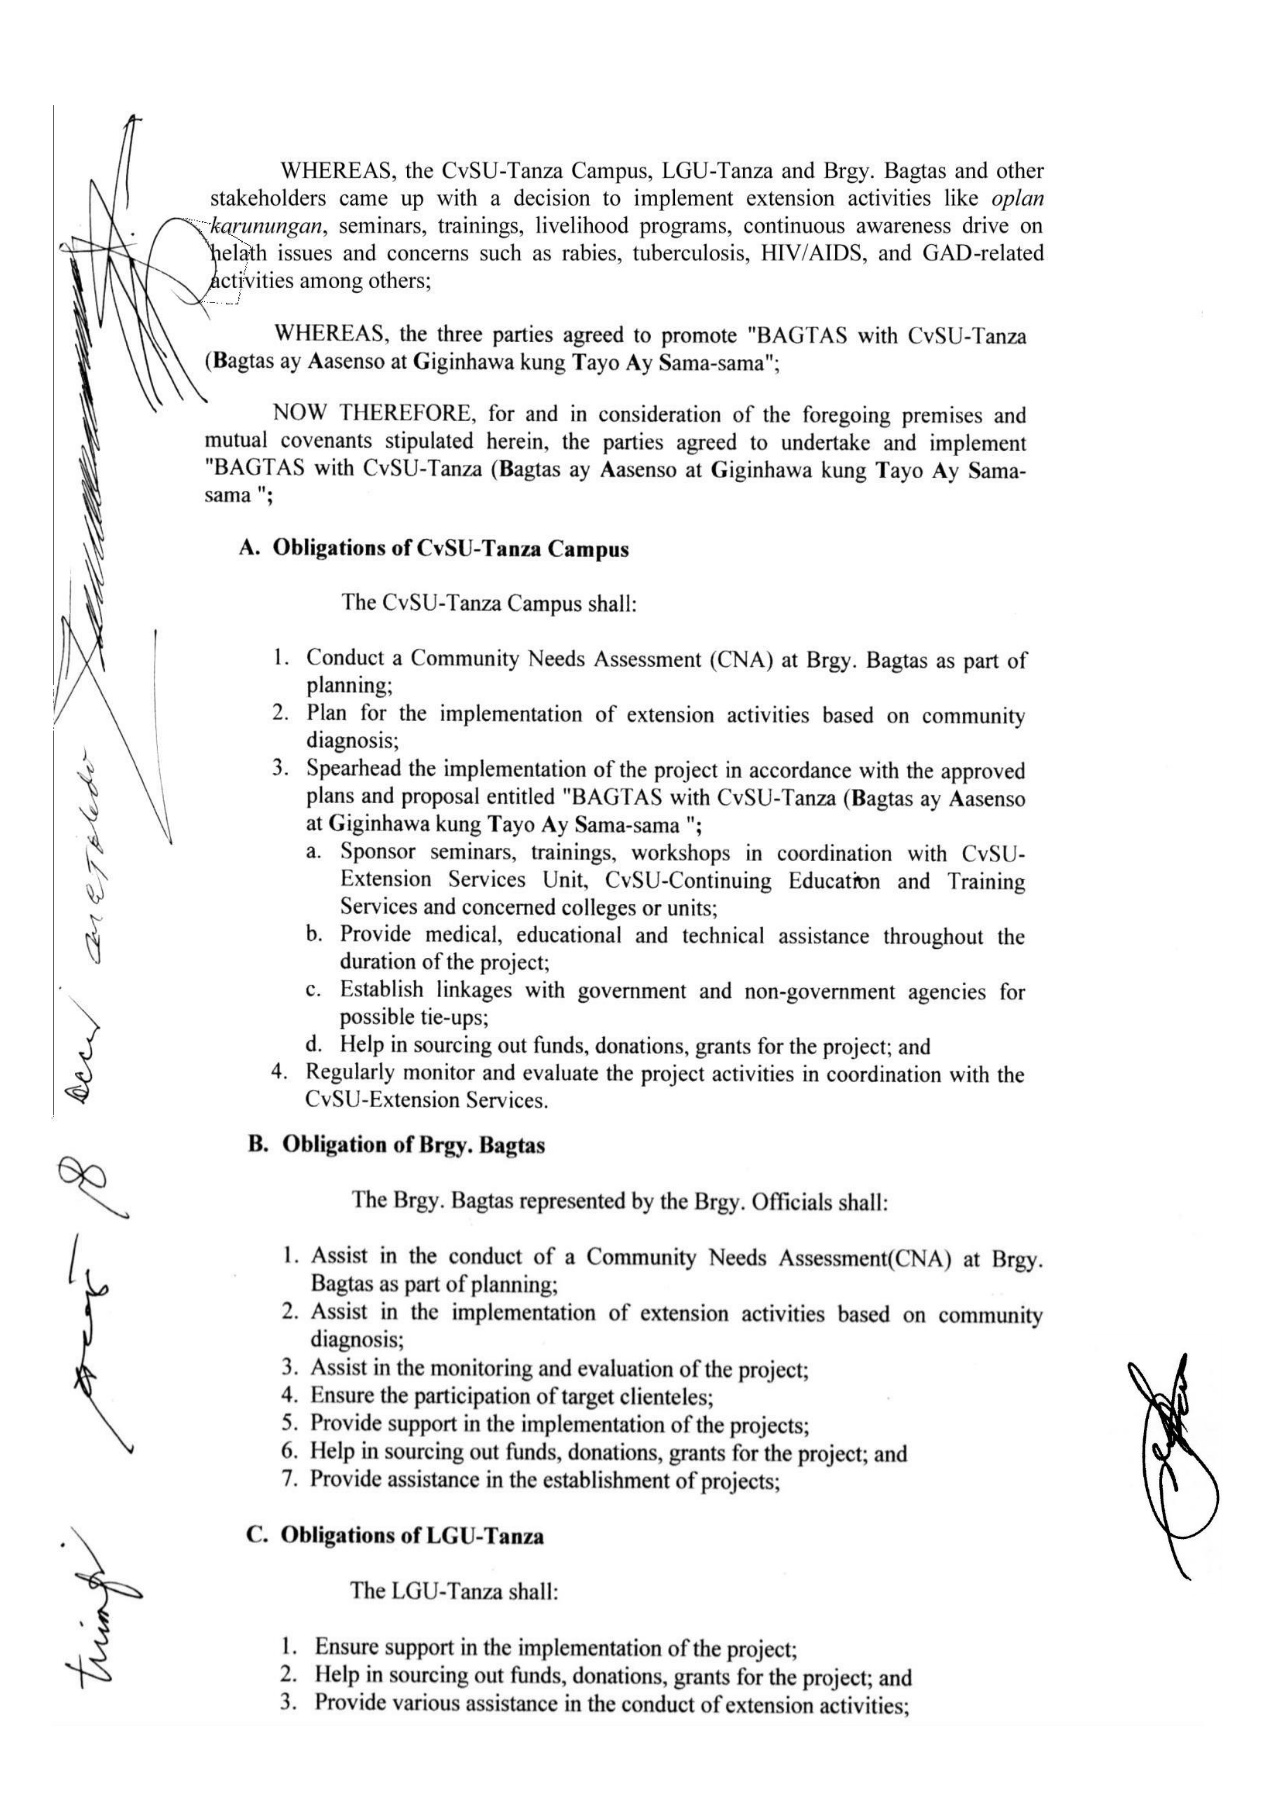 WHEREAS, the CvSU-Tanza Campus, LGU-Tanza and Brgy. Bagtas and other
stakeholders came up with a decision to implement extension activities like oplan
karunungan, seminars, trainings, livelihood programs, continuous awareness drive on
helath issues and concerns such as rabies, tuberculosis, HIV/AIDS, and GAD-related
activities among others;
WHEREAS, the three parties agreed to promote "BAGTAS with CvSU-Tanza
(Bagtas ay Aasenso at Giginhawa kung Tayo Ay Sama-sama";
NOW THEREFORE, for and in consideration of the foregoing premises and
mutual covenants stipulated herein, the parties agreed to undertake and implement
"BAGTAS with CvSU-Tanza (Bagtas ay Aasenso at Giginhawa kung Tayo Ay Sama-
sama ";
A. Obligations of CvSU-Tanza Campus
The CvSU-Tanza Campus shall:
1. Conduct a Community Needs Assessment (CNA) at Brgy. Bagtas as part of
planning;
2. Plan for the implementation of extension activities based on community
diagnosis;
3. Spearhead the implementation of the project in accordance with the approved
plans and proposal entitled "BAGTAS with CvSU-Tanza (Bagtas ay Aasenso
at Giginhawa kung Tayo Ay Sama-sama ";
a. Sponsor seminars, trainings, workshops in coordination with CvSU-
Extension Services Unit, CvSU-Continuing Education and Training
Services and concerned colleges or units;
b. Provide medical, educational and technical assistance throughout the
duration of the project;
c. Establish linkages with government and non-government agencies for
possible tie-ups;
d. Help in sourcing out funds, donations, grants for the project; and
4. Regularly monitor and evaluate the project activities in coordination with the
CvSU-Extension Services.
B. Obligation of Brgy. Bagtas
The Brgy. Bagtas represented by the Brgy. Officials shall:
1. Assist in the conduct of a Community Needs Assessment(CNA) at Brgy.
Bagtas as part of planning;
2. Assist in the implementation of extension activities based on community
diagnosis;
3. Assist in the monitoring and evaluation of the project;
4. Ensure the participation of target clienteles;
5. Provide support in the implementation of the projects;
6. Help in sourcing out funds, donations, grants for the project; and
7. Provide assistance in the establishment of projects;
C. Obligations of LGU-Tanza
The LGU-Tanza shall:
1. Ensure support in the implementation of the project;
2. Help in sourcing out funds, donations, grants for the project; and
3. Provide various assistance in the conduct of extension activities;